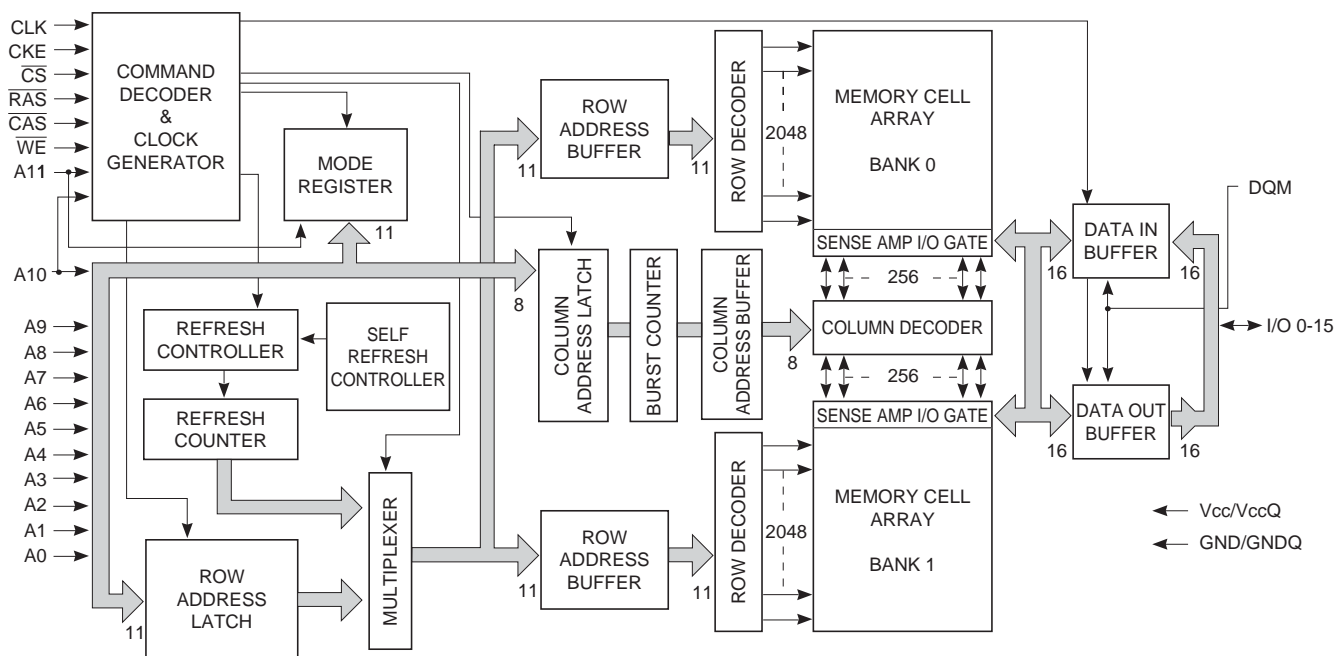 CLK
CKE
CS
RAS
CAS
WE
A11
A10
A9
A8
A7
A6
A5
A4
A3
A2
A1
A0
COMMAND
DECODER
&
CLOCK
GENERATOR
MODE
REGISTER
11
REFRESH
CONTROLLER
SELF
REFRESH
CONTROLLER
REFRESH
COUNTER
ROW
ADDRESS
LATCH
11
MULTIPLEXER
ROW
ADDRESS
BUFFER
11
11
ROW DECODER
2048
MEMORY CELL
ARRAY
BANK 0
SENSE AMP I/O GATE
8
COLUMN
ADDRESS LATCH
BURST COUNTER
COLUMN
ADDRESS BUFFER
8
256
COLUMN DECODER
256
SENSE AMP I/O GATE
MEMORY CELL
ARRAY
BANK 1
ROW
ADDRESS
BUFFER
11
11
ROW DECODER
2048
DQM
DATA IN
BUFFER
16
16
I/O 0-15
DATA OUT
BUFFER
16
16
Vcc/VccQ
GND/GNDQ